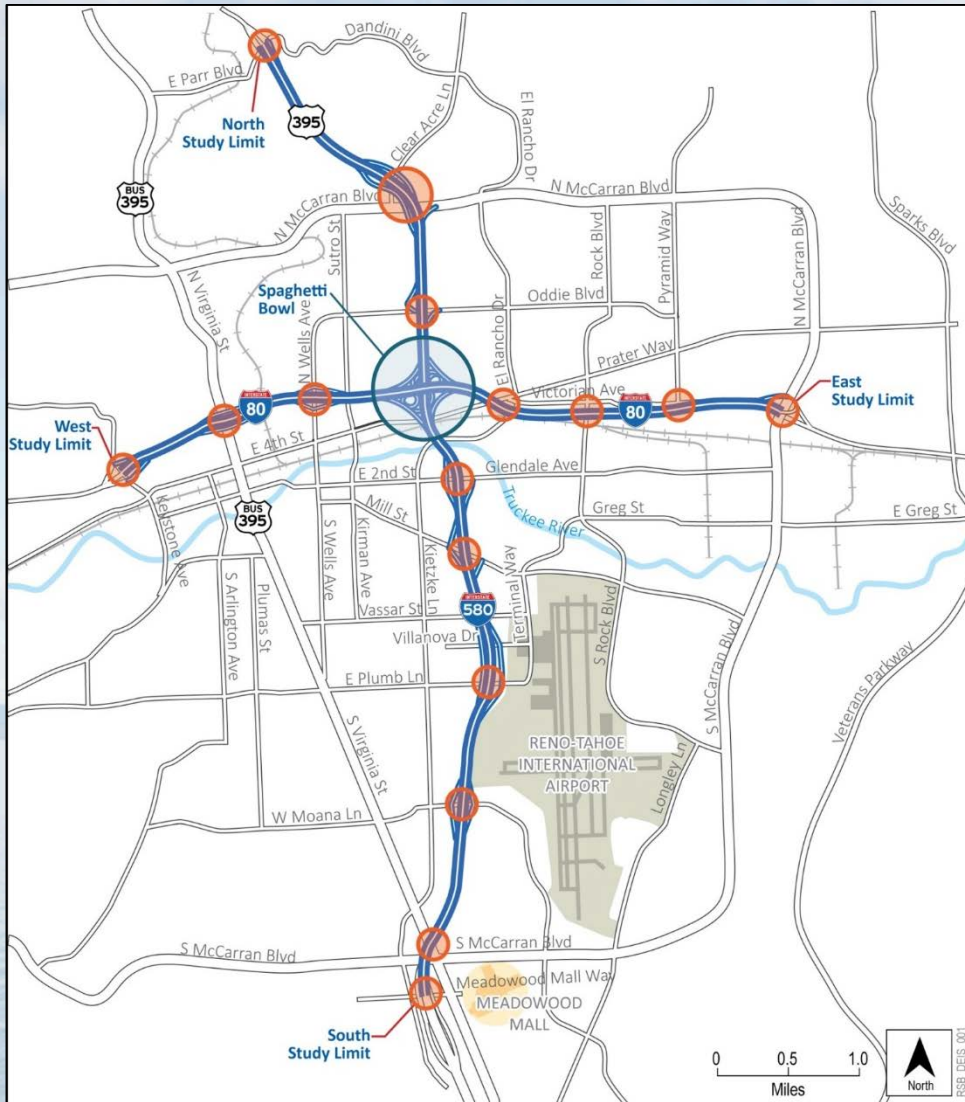 Dandini Blvd
E Parr Blvd
North
Study Limit
395
Clear Acre Ln
El Rancho Dr
BUS
395
N McCarran Blvd
N McCarran Blvd
Sutro St
Rock Blvd
Pyramid Way
N McCarran Blvd
Sparks Blvd
N Virginia St
Spaghetti
Bowl
Oddie Blvd
N Wells Ave
El Rancho Dr
Prater Way
Victorian Ave
East
Study Limit
INTERSTATE
80
INTERSTATE
80
West
Study Limit
E 4th St
E 2nd St
Glendale Ave
Keystone Ave
BUS
395
Mill St
Truckee River
Greg St
E Greg St
S Wells Ave
Kirman Ave
Kietzke Ln
S Arlington Ave
Plumas St
INTERSTATE
580
Terminal Way
Vassar St
Villanova Dr
S Rock Blvd
E Plumb Ln
S McCarran Blvd
Veterans Parkway
S Virginia St
RENO-TAHOE
INTERNATIONAL
AIRPORT
Longley Ln
W Moana Ln
S McCarran Blvd
S McCarran Blvd
Meadowood Mall Way
MEADOWOOD
MALL
South
Study Limit
0 0.5 1.0
Miles
North
RSB DEIS 001